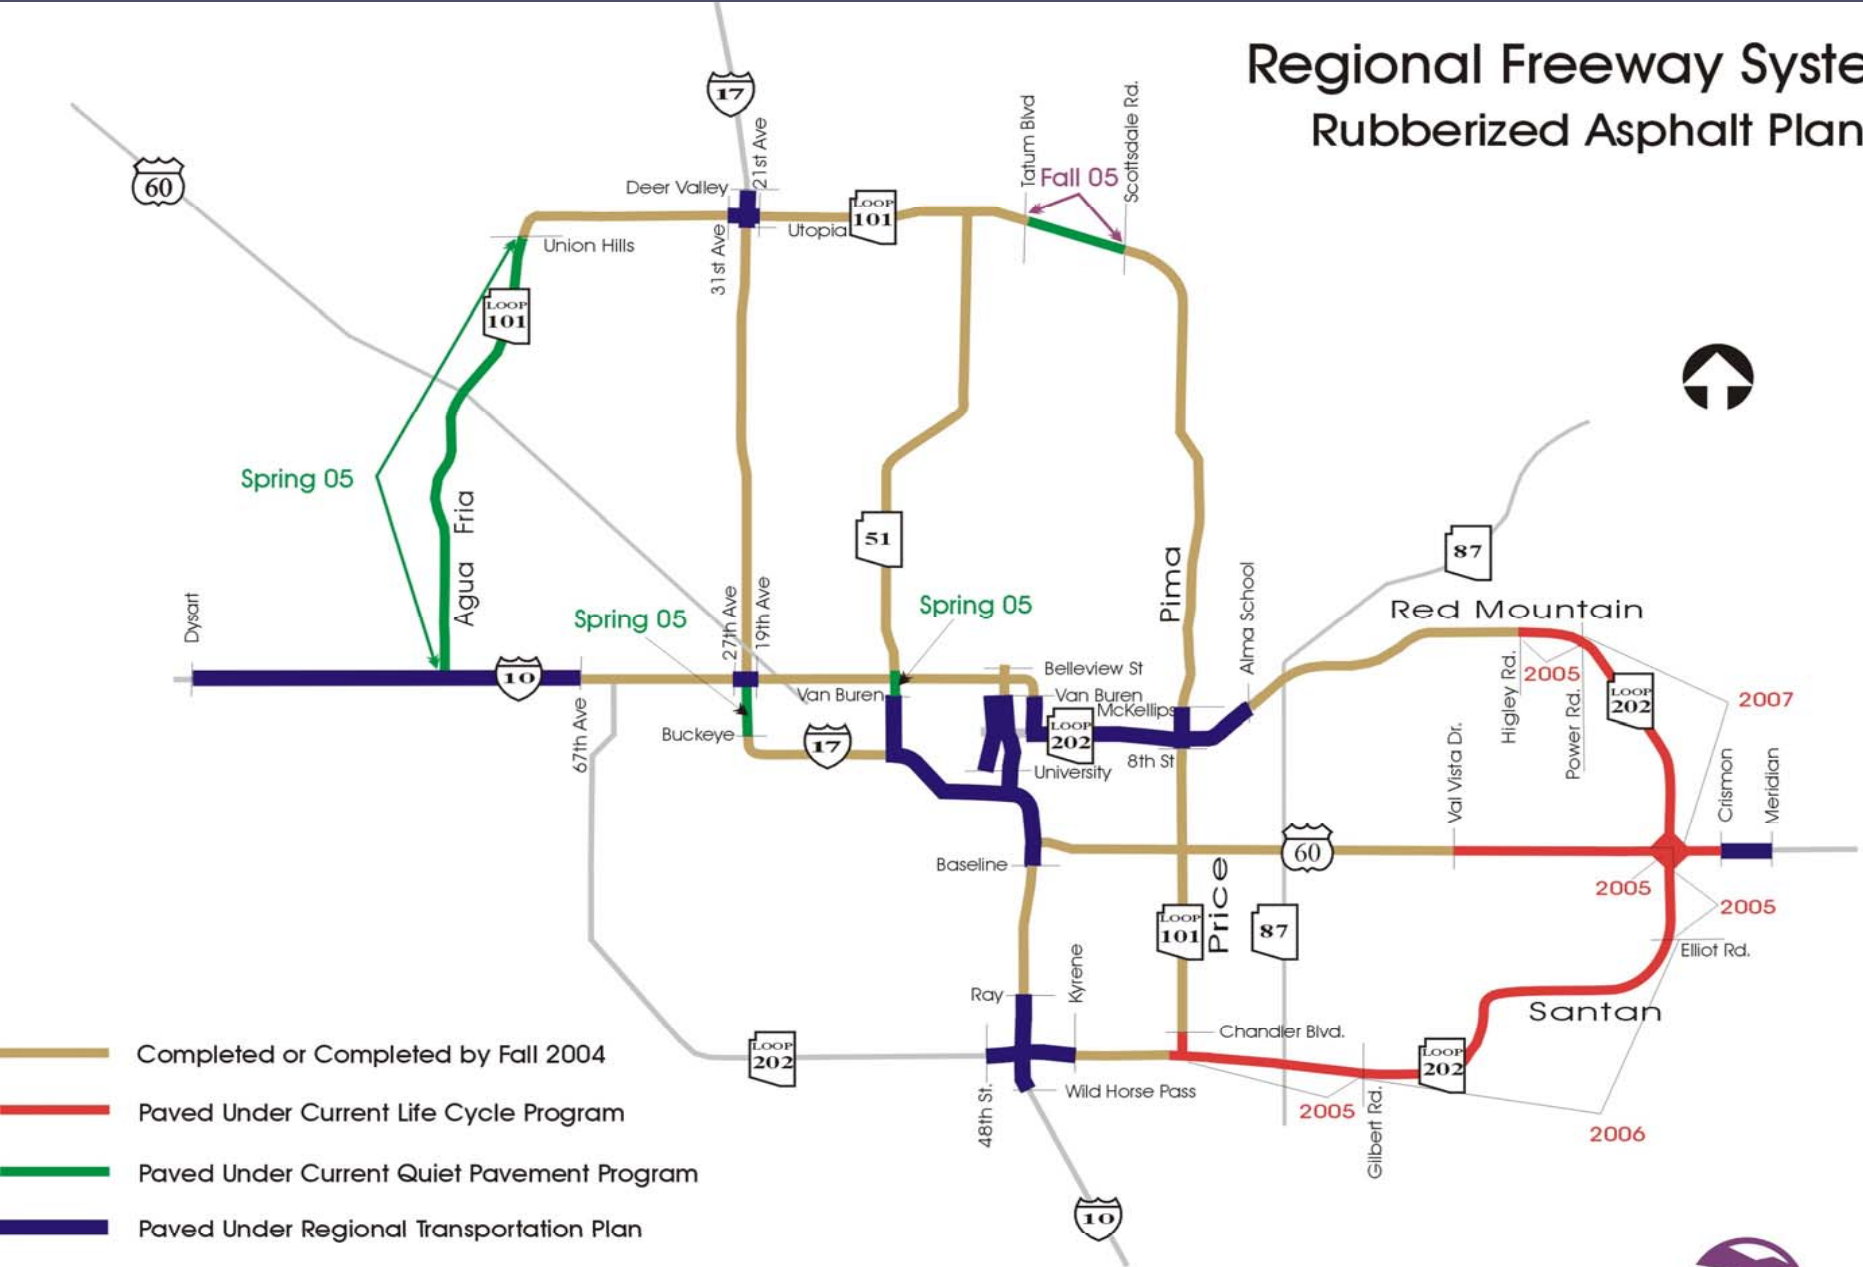 Regional Freeway Syste
Rubberized Asphalt Plan
17
60
Deer Valley
21st Ave
31st Ave
Utopia
LOOP
101
Tatum Blvd
Fall 05
Scottsdale Rd.
Union Hills
LOOP
101
Spring 05
Agua Fria
51
Pima
87
Dysart
Spring 05
27th Ave
19th Ave
Spring 05
Alma School
Red Mountain
10
67th Ave
Belleview St
Van Buren
Van Buren
McKellips
Buckeye
17
LOOP
202
University
8th St
Higley Rd.
2005
Power Rd.
LOOP
202
2007
Val Vista Dr.
Crismon
Meridian
Baseline
60
2005
2005
Price
LOOP
101
87
Elliot Rd.
Ray
Kyrene
Santan
Chandler Blvd.
LOOP
202
LOOP
202
48th St.
Wild Horse Pass
2005
Gilbert Rd.
2006
10
Completed or Completed by Fall 2004
Paved Under Current Life Cycle Program
Paved Under Current Quiet Pavement Program
Paved Under Regional Transportation Plan